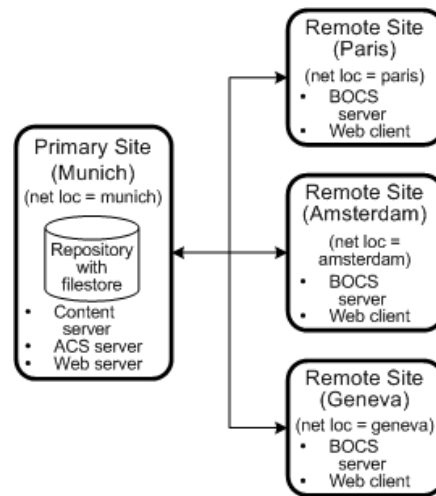 Primary Site
(Munich)
(net loc = munich)
Repository
with
filestore
• Content
server
• ACS server
• Web server
Remote Site
(Paris)
(net loc = paris)
• BOCS
server
• Web client
Remote Site
(Amsterdam)
(net loc =
amsterdam)
• BOCS
server
• Web client
Remote Site
(Geneva)
(net loc = geneva)
• BOCS
server
• Web client